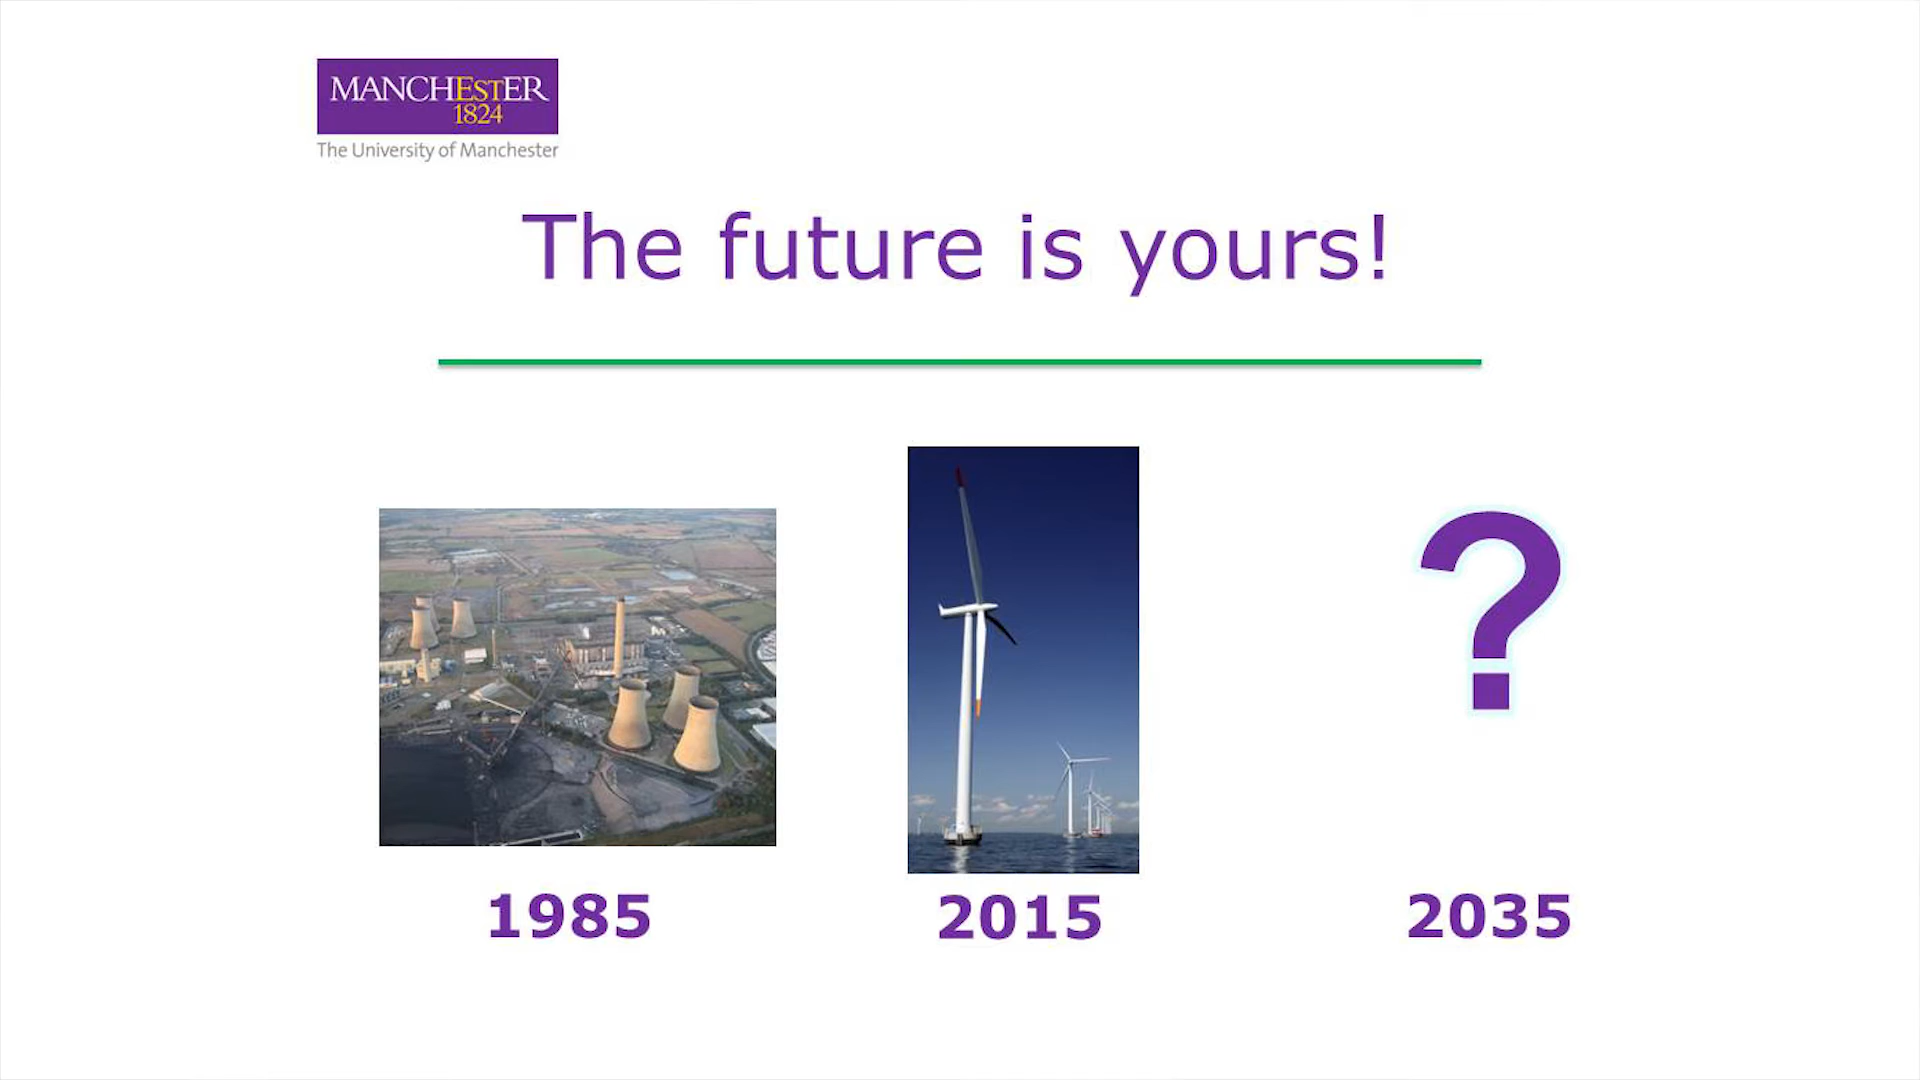 MANCHESTER
1824
The University of Manchester
The future is yours!
?
1985
2015
2035